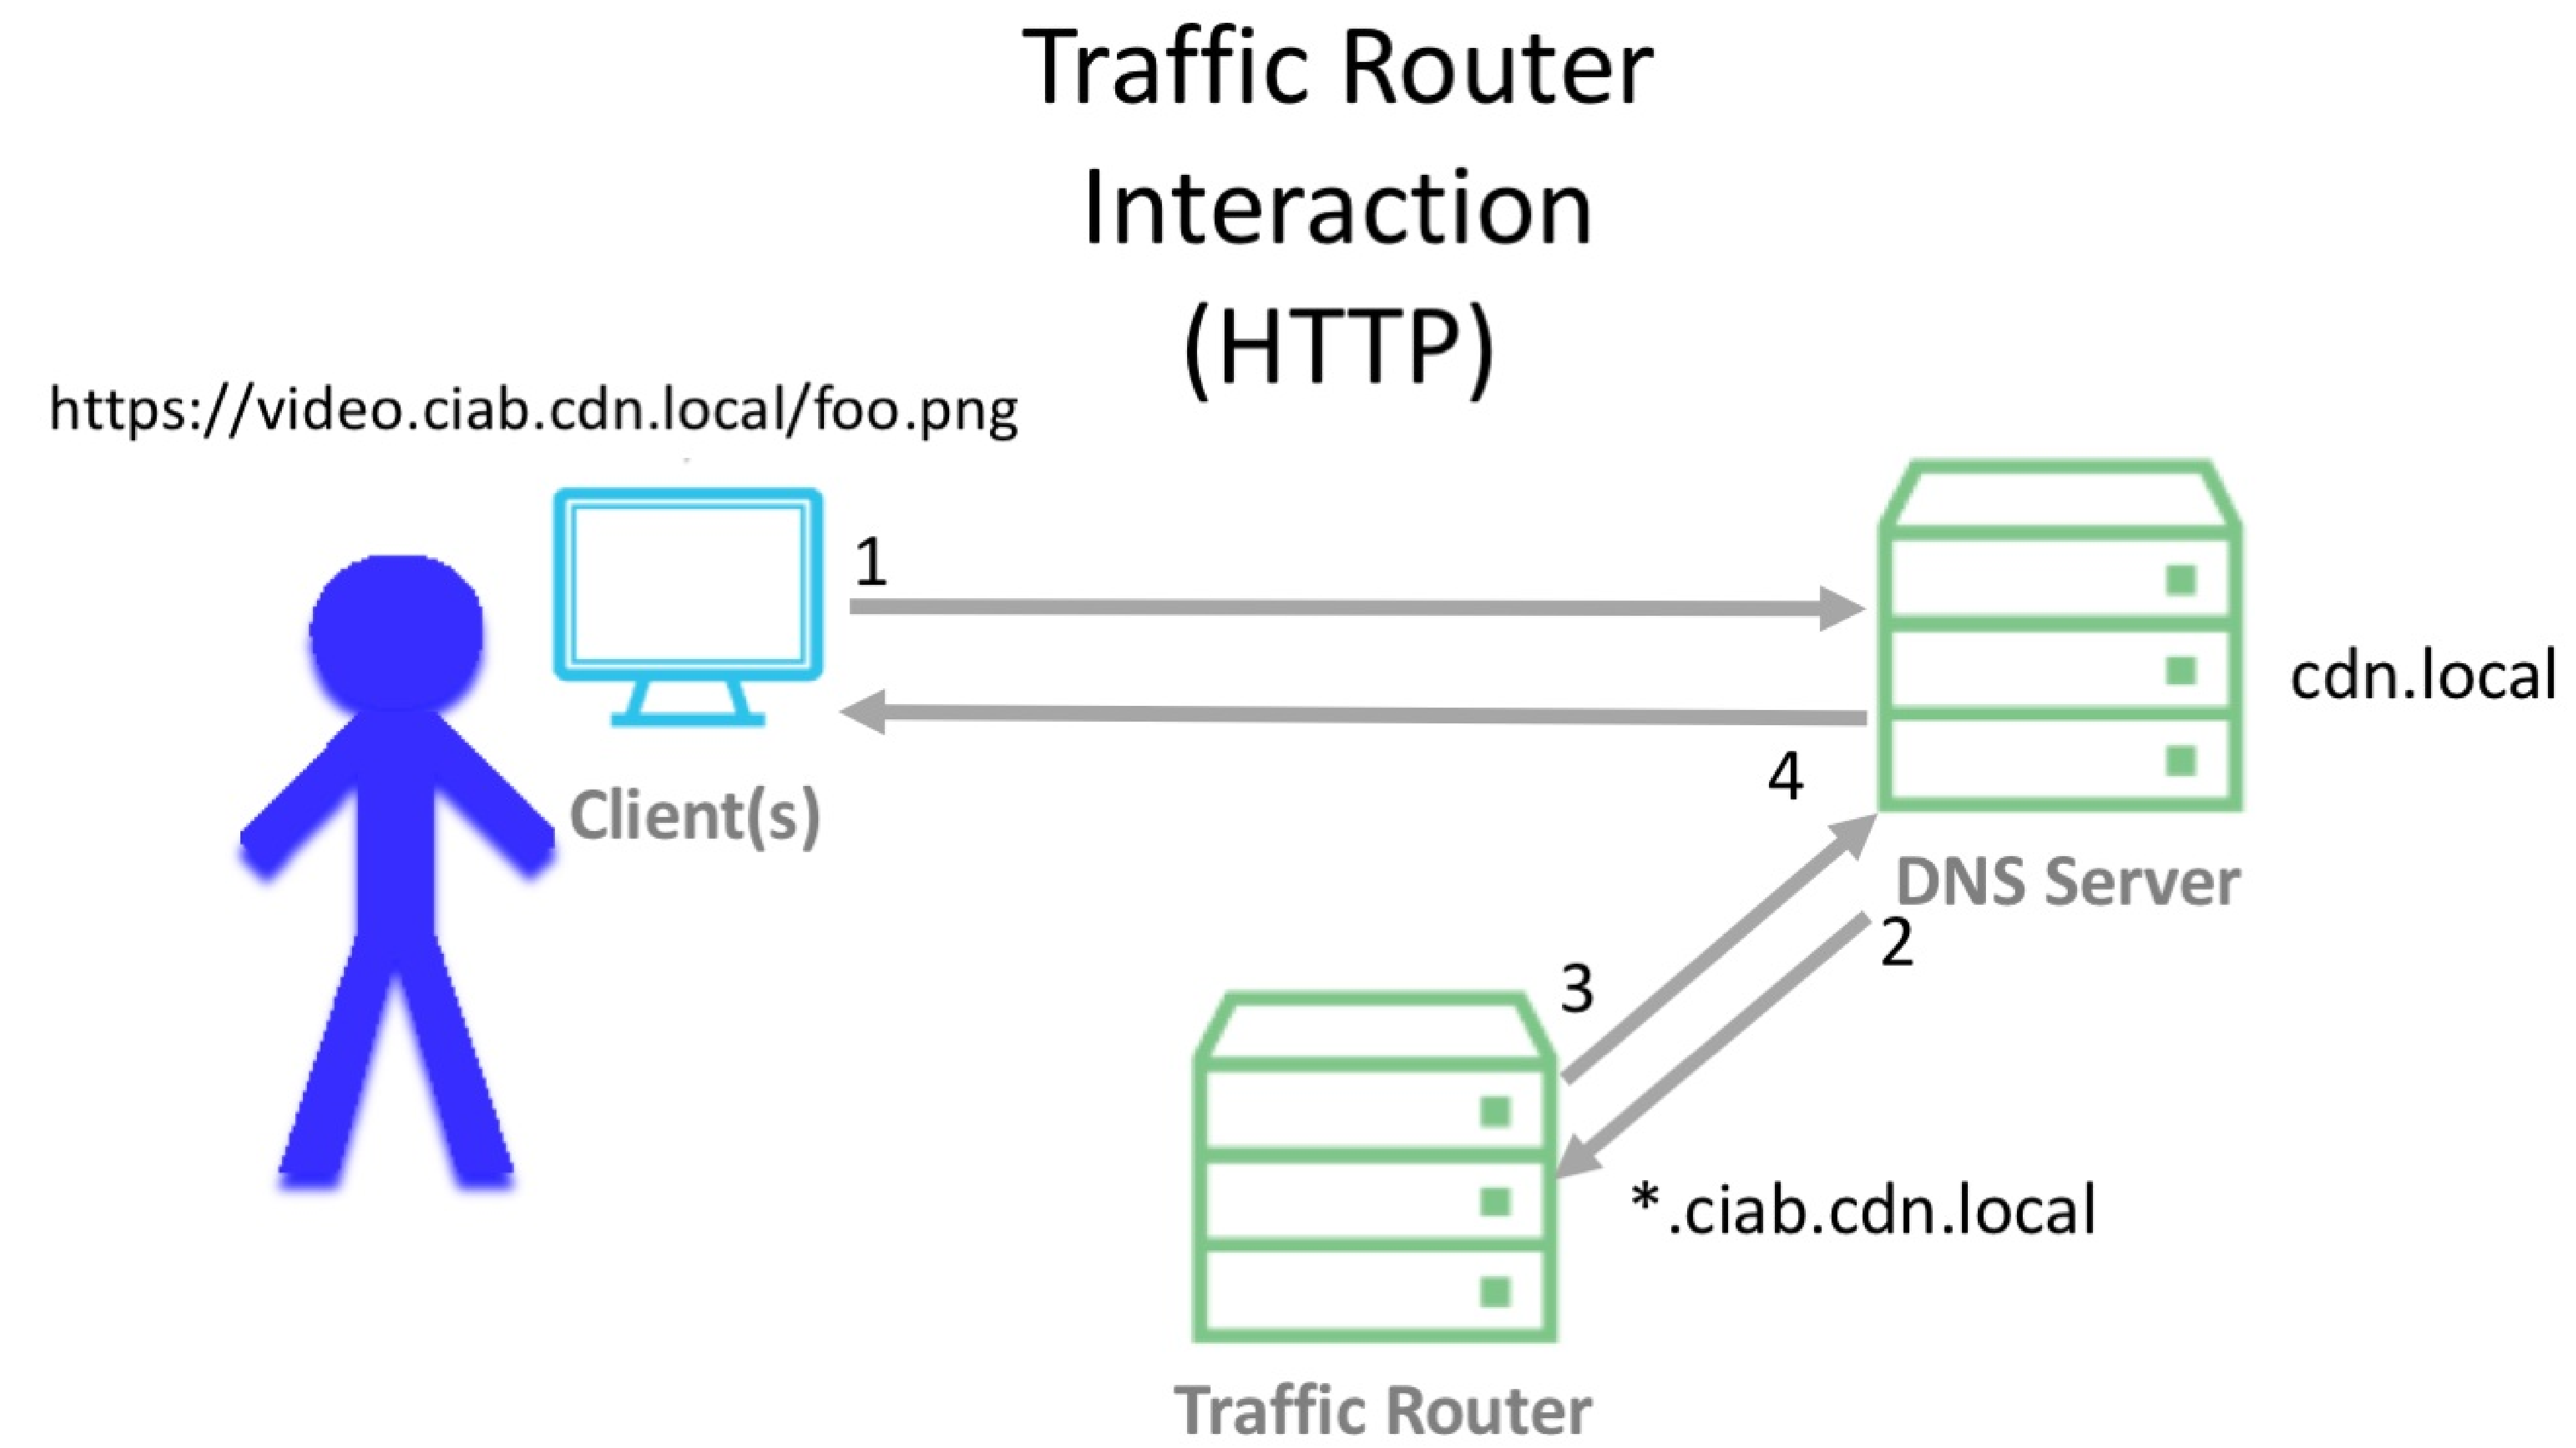 Traffic Router
Interaction
(HTTP)
https://video.ciab.cdn.local/foo.png
1
cdn.local
4
Client(s)
DNS Server
2
3
*.ciab.cdn.local
Traffic Router